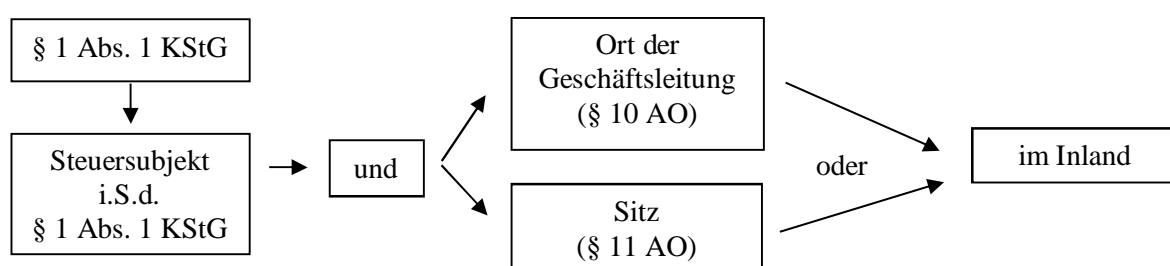 § 1 Abs. 1 KStG
Steuersubjekt
i.S.d.
§ 1 Abs. 1 KStG
und
Ort der
Geschäftsleitung
(§ 10 AO)
oder
Sitz
(§ 11 AO)
im Inland